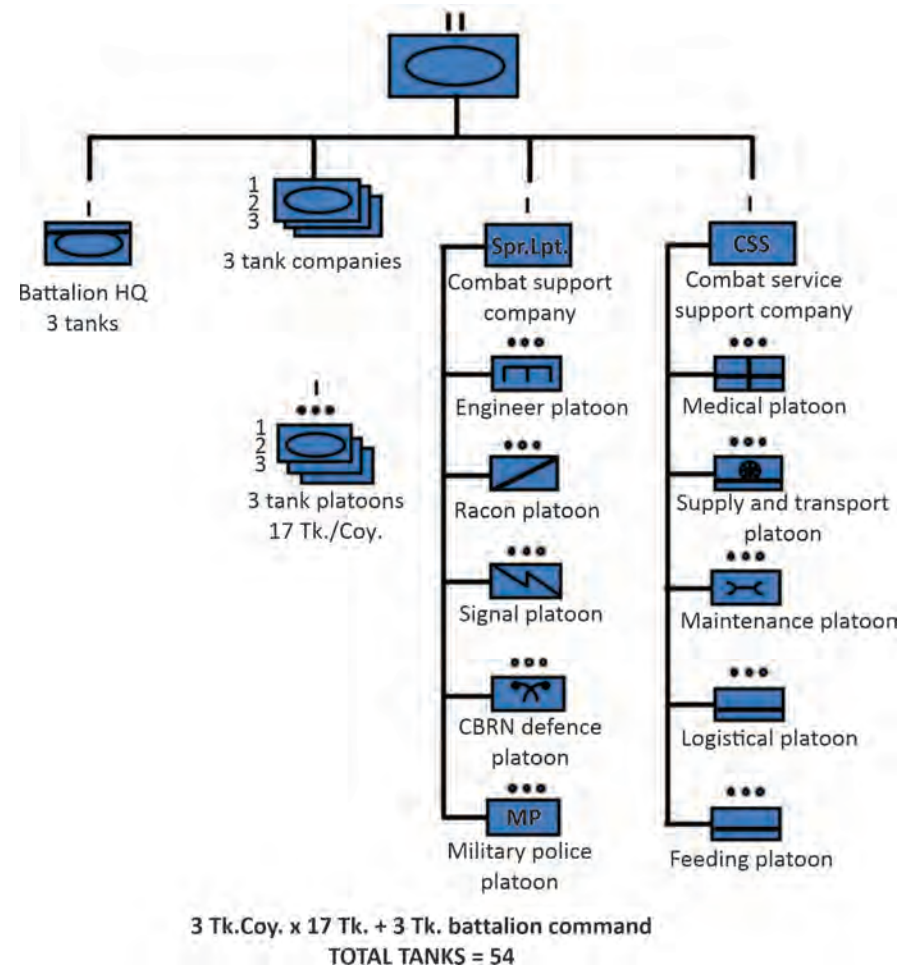 1
2
3
Battalion HQ
3 tanks
3 tank companies
1
2
3
3 tank platoons
17 Tk./Coy.
Spr.Lpt.
Combat support
company
Engineer platoon
Racon platoon
Signal platoon
CBRN defence
platoon
MP
Military police
platoon
CSS
Combat service
support company
Medical platoon
Supply and transport
platoon
Maintenance platoon
Logistical platoon
Feeding platoon
3 Tk.Coy. x 17 Tk. + 3 Tk. battalion command
TOTAL TANKS = 54